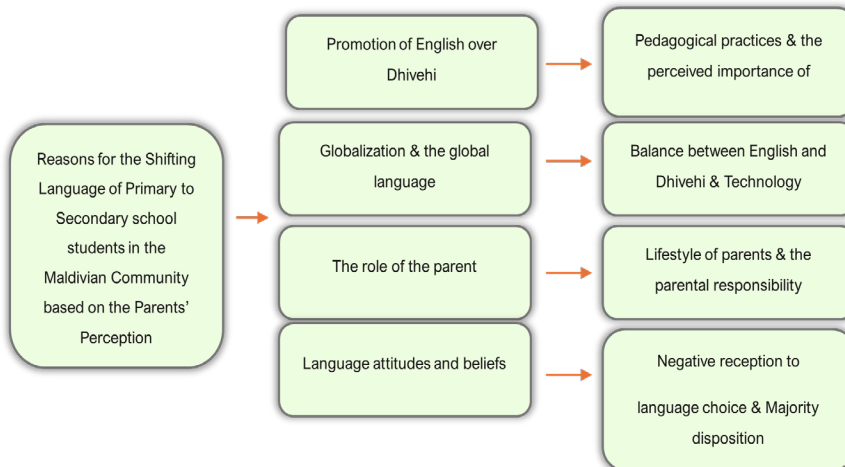 Reasons for the Shifting
Language of Primary to
Secondary school
students in the
Maldivian Community
based on the Parents'
Perception
Promotion of English over
Dhivehi
Pedagogical practices & the
perceived importance of
Globalization & the global
language
Balance between English and
Dhivehi & Technology
The role of the parent
Lifestyle of parents & the
parental responsibility
Language attitudes and beliefs
Negative reception to
language choice & Majority
disposition